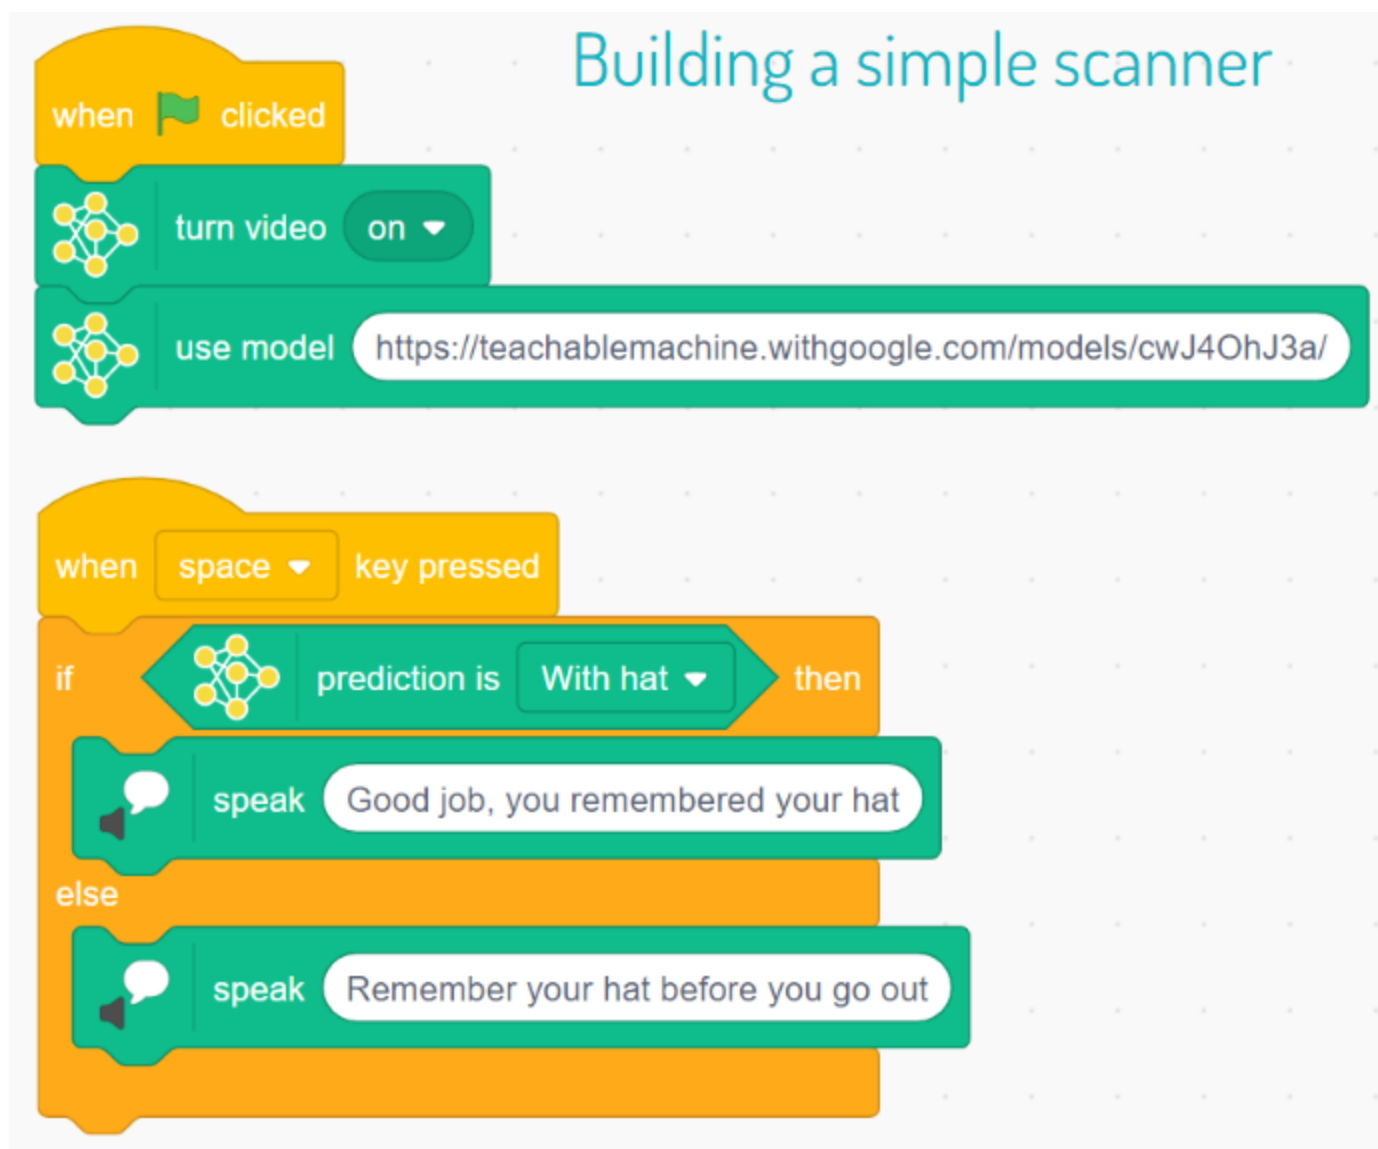 Building a simple scanner
when clicked
turn video on
use model https://teachablemachine.withgoogle.com/models/cwJ4OhJ3a/
when space key pressed
if prediction is With hat then
speak Good job, you remembered your hat
else
speak Remember your hat before you go out